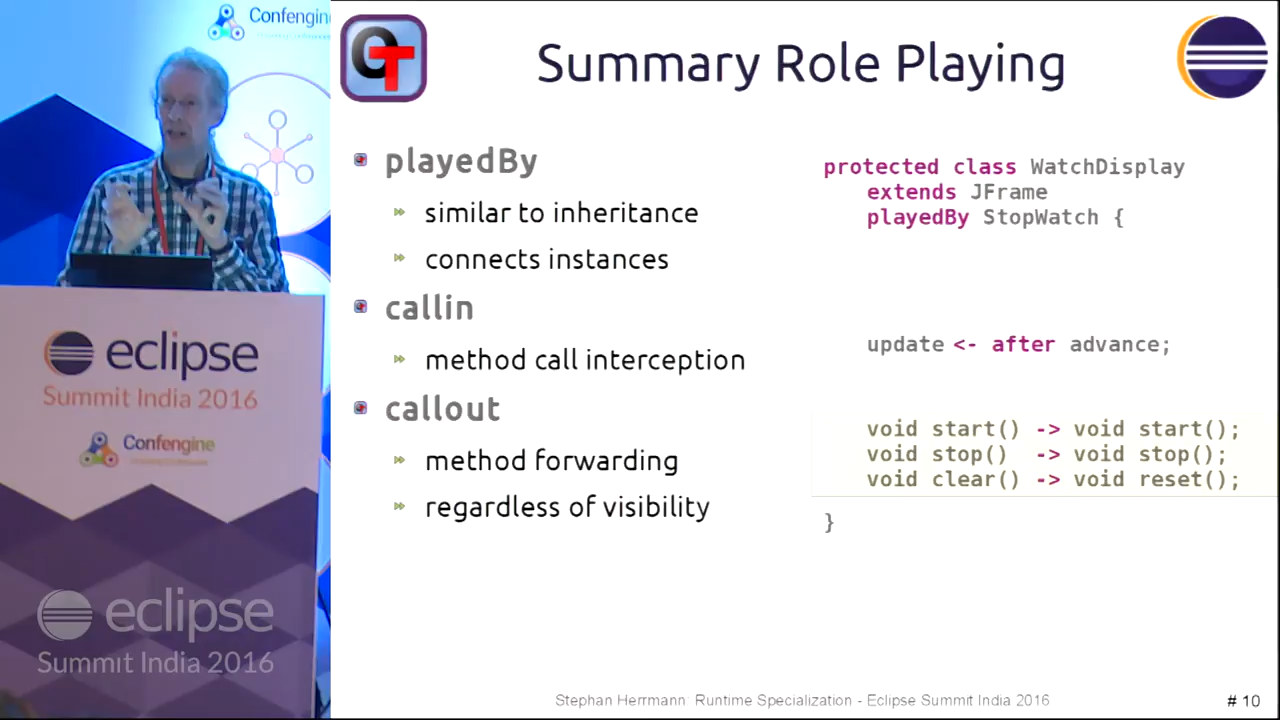 Confengine
OT
Summary Role Playing
playedBy
similar to inheritance
connects instances
callin
method call interception
callout
method forwarding
regardless of visibility
protected class WatchDisplay
extends JFrame
playedBy StopWatch {
update <- after advance;
void start() -> void start();
void stop() -> void stop();
void clear() -> void reset();
}
eclipse
Summit India 2016
Confengine
eclipse
Summit India 2016
Stephan Herrmann: Runtime Specialization - Eclipse Summit India 2016
# 10